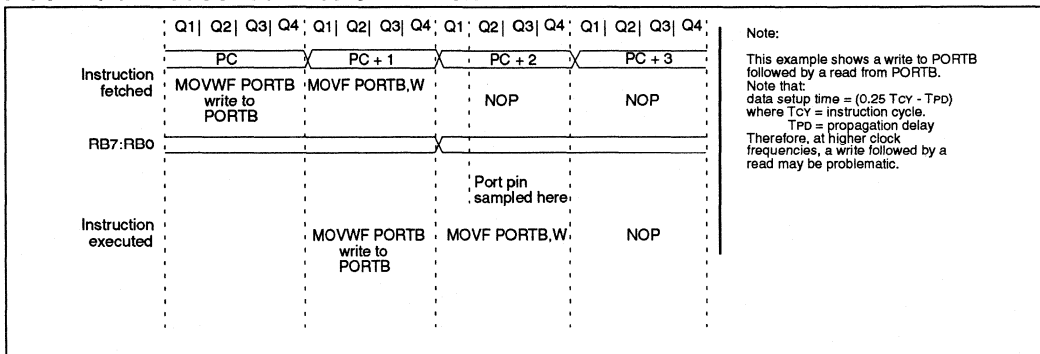 Q1| Q2| Q3| Q4 Q1| Q2| Q3| Q4 Q1 Q2| Q3| Q4 Q1| Q2| Q3| Q4
PC PC + 1 PC + 2 PC + 3
Instruction
fetched
MOVWF PORTB
write to
PORTB
MOVF PORTB,W
NOP
NOP
RB7:RB0
Port pin
sampled here
Instruction
executed
MOVWF PORTB
write to
PORTB
MOVF PORTB,W
NOP
Note:
This example shows a write to PORTB
followed by a read from PORTB.
Note that:
data setup time = (0.25 TCY - TPD)
where TCY = instruction cycle.
TPD = propagation delay
Therefore, at higher clock
frequencies, a write followed by a
read may be problematic.